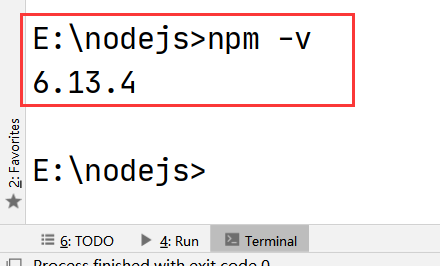 E:\nodejs>npm -v
6.13.4
E:\nodejs>
2: Favorites
6: TODO
4: Run
Terminal
Process finished with exit code 0